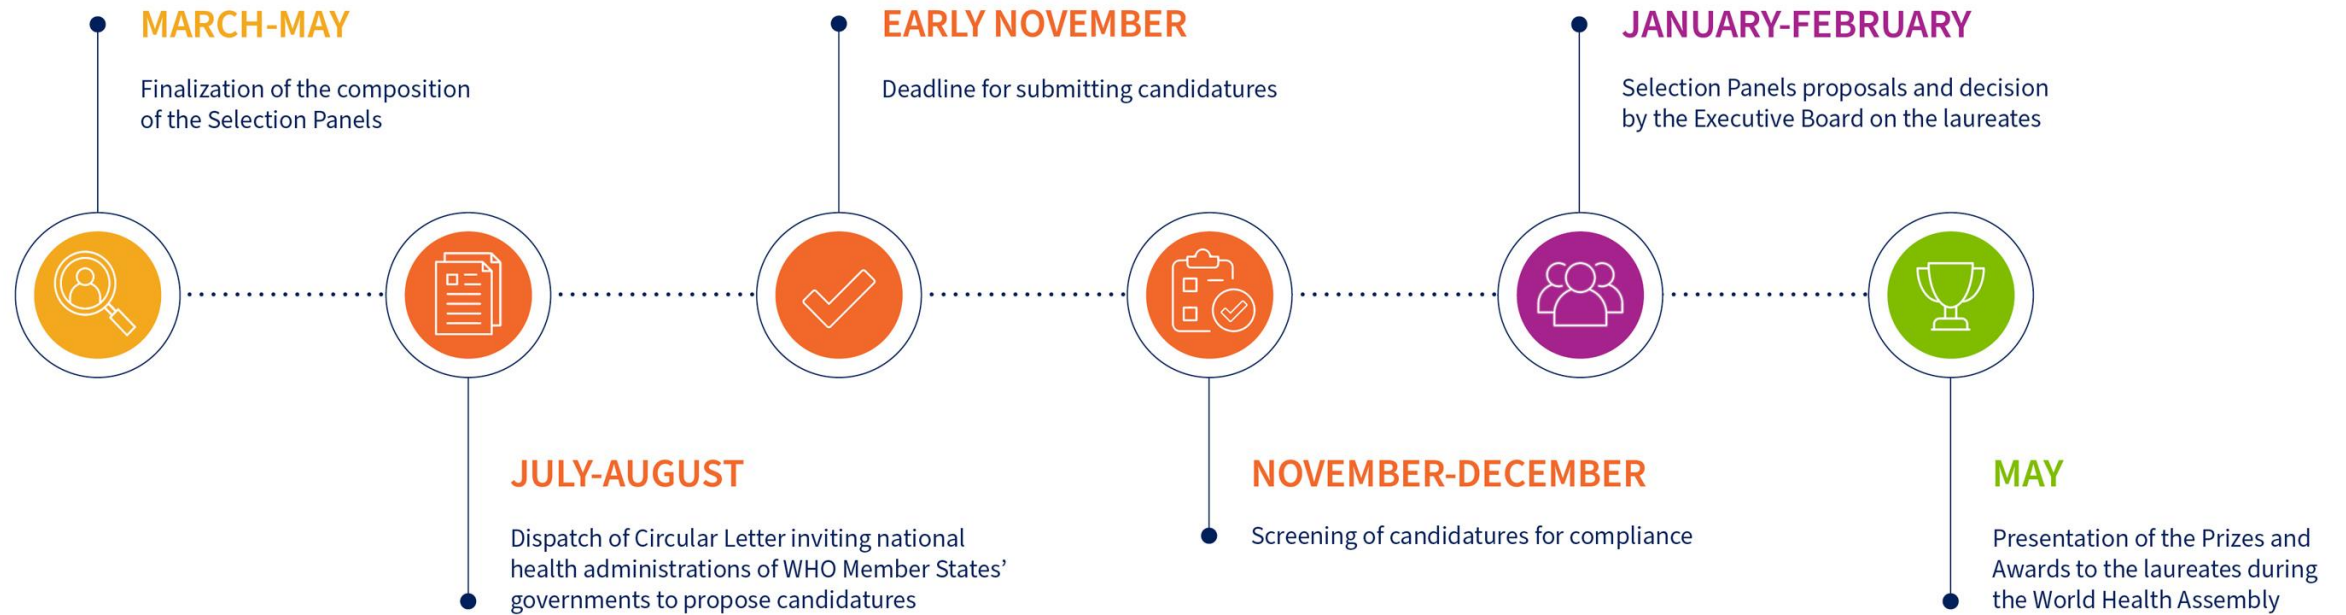 MARCH-MAY
Finalization of the composition
of the Selection Panels
JULY-AUGUST
Dispatch of Circular Letter inviting national
health administrations of WHO Member States’
governments to propose candidatures
EARLY NOVEMBER
Deadline for submitting candidatures
NOVEMBER-DECEMBER
Screening of candidatures for compliance
JANUARY-FEBRUARY
Selection Panels proposals and decision
by the Executive Board on the laureates
MAY
Presentation of the Prizes and
Awards to the laureates during
the World Health Assembly